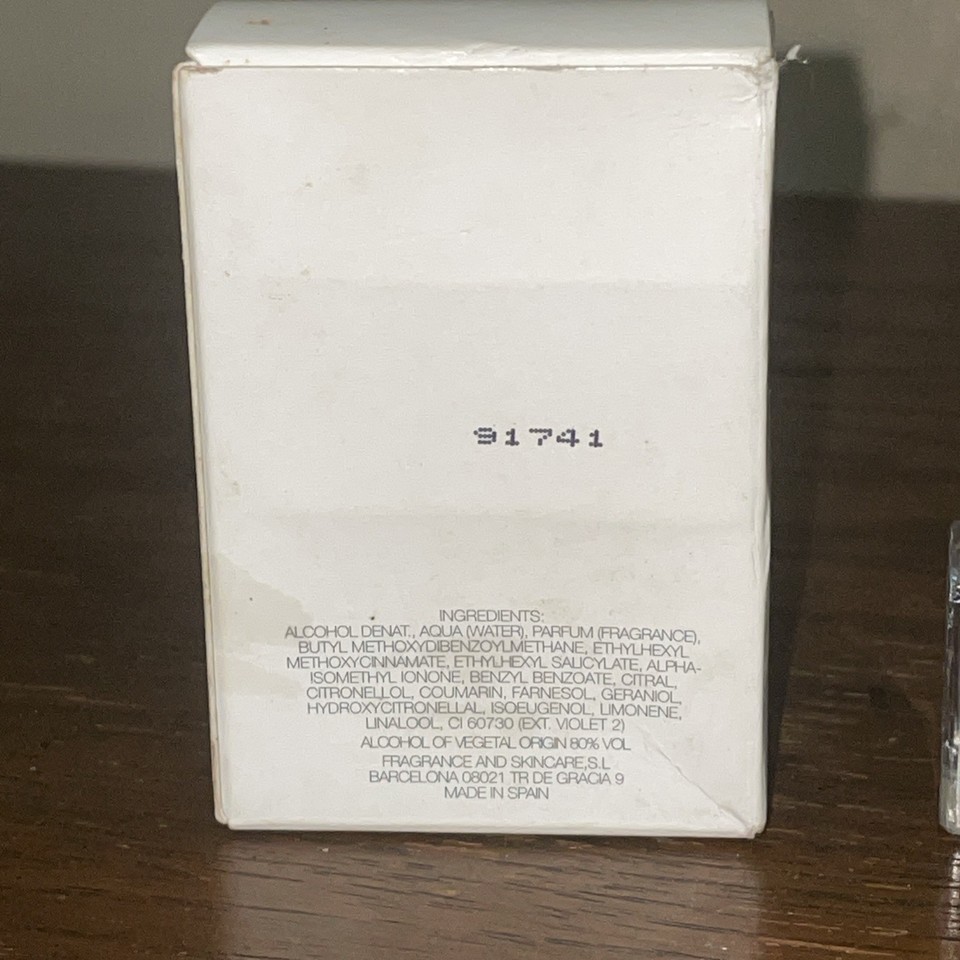 91741
INGREDIENTS:
ALCOHOL DENAT., AQUA (WATER), PARFUM (FRAGRANCE),
BUTYL METHOXYDIBENZOYLMETHANE, ETHYLHEXYL
METHOXYCINNAMATE, ETHYLHEXYL SALICYLATE, ALPHA-
ISOMETHYL IONONE, BENZYL BENZOATE, CITRAL,
CITRONELLOL, COUMARIN, FARNESOL, GERANIOL,
HYDROXYCITRONELLAL, ISOEUGENOL, LIMONENE,
LINALOOL, CI 60730 (EXT. VIOLET 2)
ALCOHOL OF VEGETAL ORIGIN 80% VOL
FRAGRANCE AND SKINCARE,S.L
BARCELONA 08021 TR DE GRACIA 9
MADE IN SPAIN